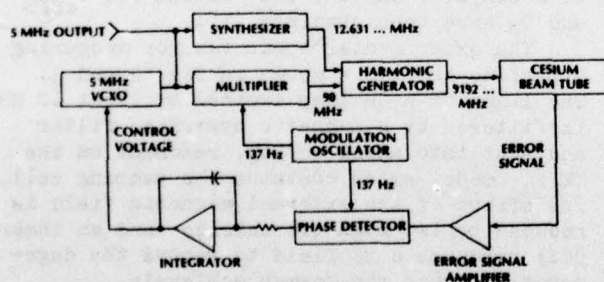 5 MHz OUTPUT
SYNTHESIZER
12.631 ... MHz
5 MHz
VCXO
MULTIPLIER
90
MHz
HARMONIC
GENERATOR
9192 ...
MHz
CESIUM
BEAM TUBE
CONTROL
VOLTAGE
137 Hz
MODULATION
OSCILLATOR
137 Hz
ERROR
SIGNAL
INTEGRATOR
PHASE DETECTOR
ERROR SIGNAL
AMPLIFIER